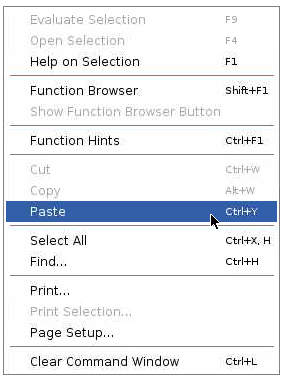 Evaluate Selection F9
Open Selection F4
Help on Selection F1
Function Browser Shift+F1
Show Function Browser Button
Function Hints Ctrl+F1
Cut Ctrl+W
Copy Alt+W
Paste Ctrl+Y
Select All Ctrl+X, H
Find... Ctrl+H
Print...
Print Selection...
Page Setup...
Clear Command Window Ctrl+L